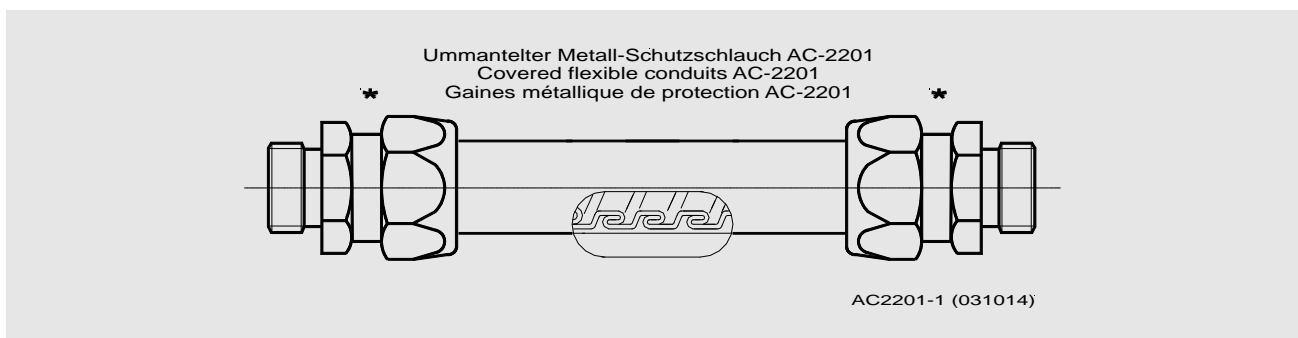 Ummantelter Metall-Schutzschlauch AC-2201
Covered flexible conduits AC-2201
Gaines métallique de protection AC-2201
* *
AC2201-1 (031014)